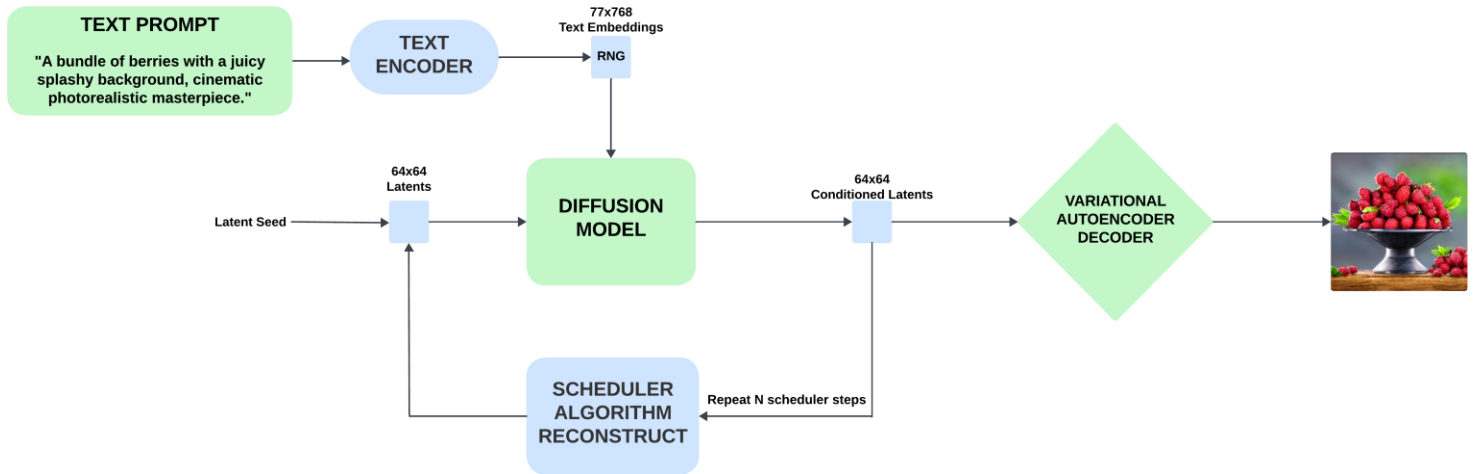 TEXT PROMPT
"A bundle of berries with a juicy
splashy background, cinematic
photorealistic masterpiece."
TEXT
ENCODER
77x768
Text Embeddings
RNG
Latent Seed
64x64
Latents
DIFFUSION
MODEL
64x64
Conditioned Latents
VARIATIONAL
AUTOENCODER
DECODER
SCHEDULER
ALGORITHM
RECONSTRUCT
Repeat N scheduler steps